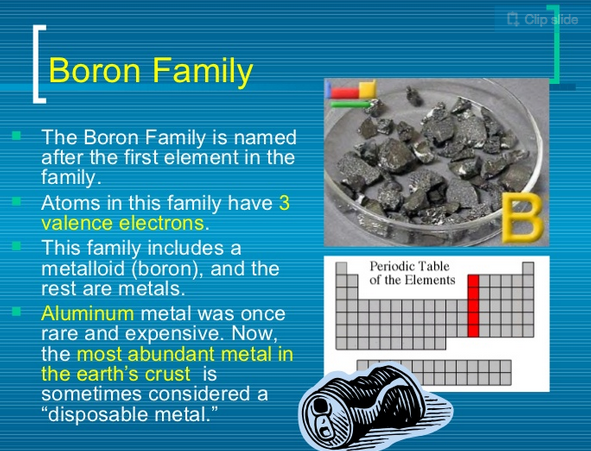 Clip slide
Boron Family
The Boron Family is named
after the first element in the
family.
Atoms in this family have 3
valence electrons.
This family includes a
metalloid (boron), and the
rest are metals.
Aluminum metal was once
rare and expensive. Now,
the most abundant metal in
the earth’s crust  is
sometimes considered a
“disposable metal.”
B
Periodic Table
of the Elements